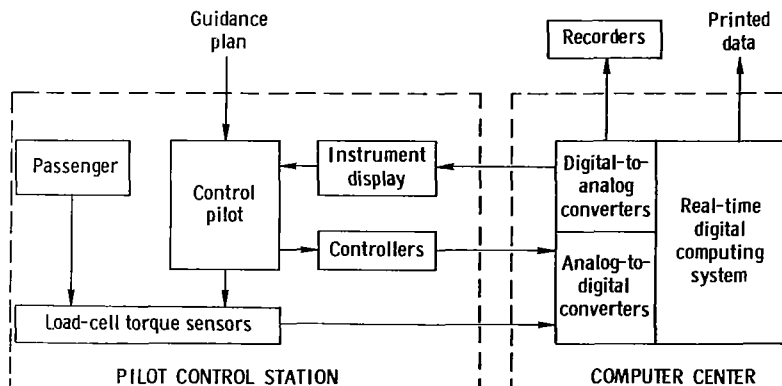 Guidance
plan
Recorders
Printed
data
Passenger
Control
pilot
Instrument
display
Controllers
Digital-to-
analog
converters
Analog-to-
digital
converters
Real-time
digital
computing
system
Load-cell torque sensors
PILOT CONTROL STATION
COMPUTER CENTER